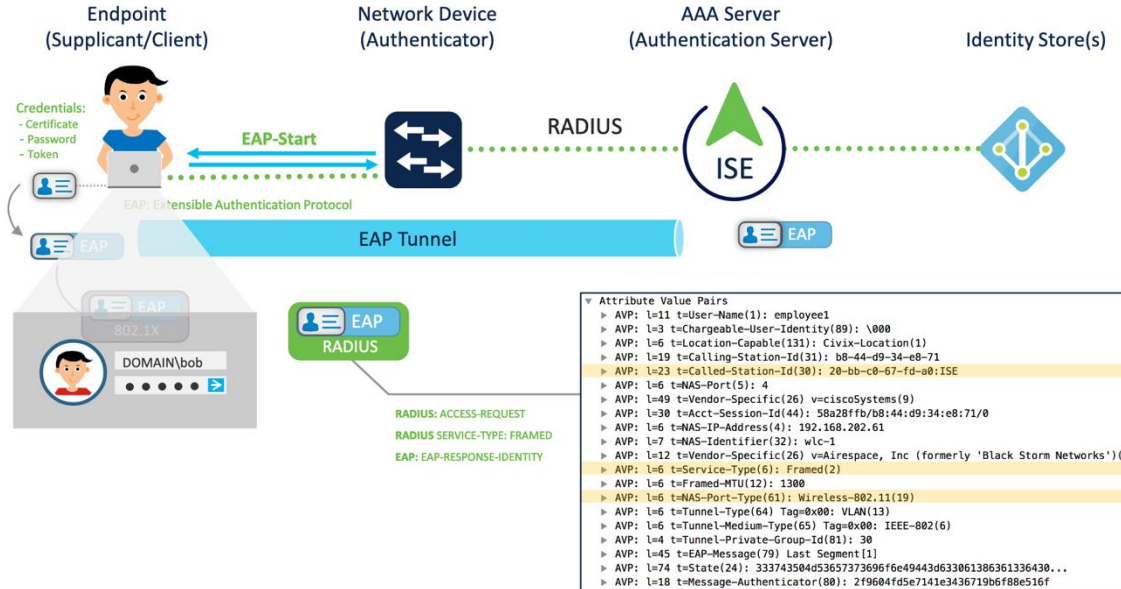 Endpoint
(Supplicant/Client)
Network Device
(Authenticator)
AAA Server
(Authentication Server)
Identity Store(s)
Credentials:
- Certificate
- Password
- Token
EAP-Start
RADIUS
ISE
EAP: Extensible Authentication Protocol
EAP
EAP Tunnel
EAP
EAP
802.1X
DOMAIN\bob
EAP
RADIUS
RADIUS: ACCESS-REQUEST
RADIUS SERVICE-TYPE: FRAMED
EAP: EAP-RESPONSE-IDENTITY
Attribute Value Pairs
AVP: l=11 t=User-Name(1): employee1
AVP: l=3 t=Chargeable-User-Identity(89): \000
AVP: l=6 t=Location-Capable(131): Civix-Location(1)
AVP: l=19 t=Calling-Station-Id(31): b8-44-d9-34-e8-71
AVP: l=23 t=Called-Station-Id(30): 20-bb-c0-67-fd-a0:ISE
AVP: l=6 t=NAS-Port(5): 4
AVP: l=49 t=Vendor-Specific(26) v=ciscoSystems(9)
AVP: l=30 t=Acct-Session-Id(44): 58a28ffb/b8:44:d9:34:e8:71/0
AVP: l=6 t=NAS-IP-Address(4): 192.168.202.61
AVP: l=7 t=NAS-Identifier(32): wlc-1
AVP: l=12 t=Vendor-Specific(26) v=Airespace, Inc (formerly 'Black Storm Networks')(
AVP: l=6 t=Service-Type(6): Framed(2)
AVP: l=6 t=Framed-MTU(12): 1300
AVP: l=6 t=NAS-Port-Type(61): Wireless-802.11(19)
AVP: l=6 t=Tunnel-Type(64) Tag=0x00: VLAN(13)
AVP: l=6 t=Tunnel-Medium-Type(65) Tag=0x00: IEEE-802(6)
AVP: l=4 t=Tunnel-Private-Group-Id(81): 30
AVP: l=45 t=EAP-Message(79) Last Segment[1]
AVP: l=74 t=State(24): 333743504d53657373696f6e49443d633061386361336430...
AVP: l=18 t=Message-Authenticator(80): 2f9604fd5e7141e3436719b6f88e516f